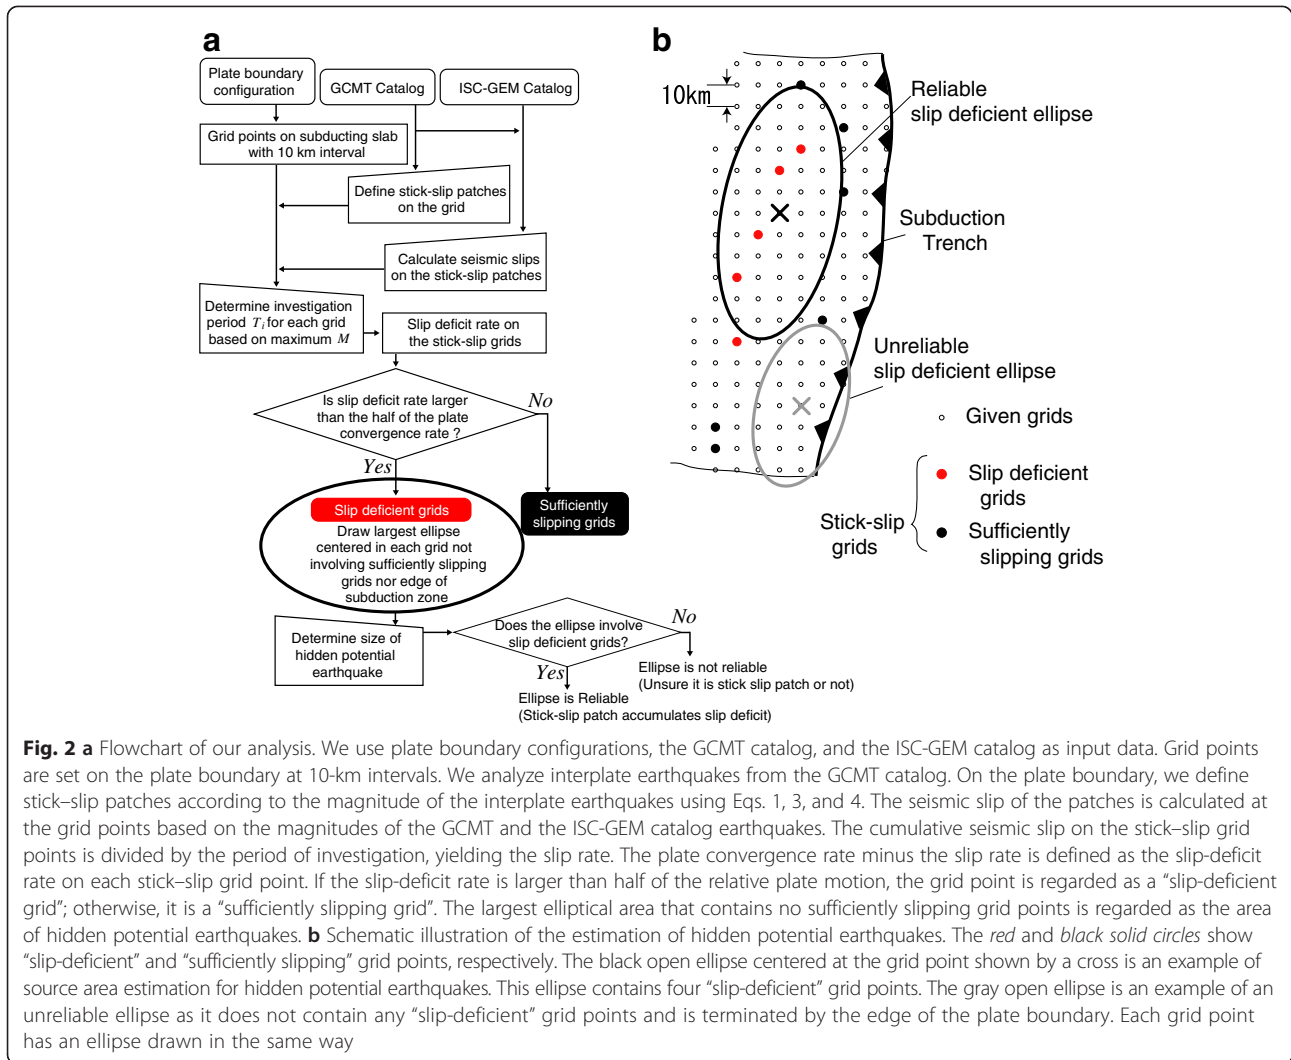 a
Plate boundary
configuration
GCMT Catalog
ISC-GEM Catalog
Grid points on subducting slab
with 10 km interval
Define stick-slip patches
on the grid
Calculate seismic slips
on the stick-slip patches
Determine investigation
period Ti for each grid
based on maximum M
Slip deficit rate on
the stick-slip grids
Is slip deficit rate larger
than the half of the plate
convergence rate ?
No
Yes
Slip deficient grids
Draw largest ellipse
centered in each grid not
involving sufficiently slipping
grids nor edge of
subduction zone
Sufficiently
slipping grids
Determine size of
hidden potential
earthquake
Does the ellipse involve
slip deficient grids?
No
Yes
Ellipse is not reliable
(Unsure it is stick slip patch or not)
Ellipse is Reliable
(Stick-slip patch accumulates slip deficit)
b
10km
Reliable
slip deficient ellipse
Subduction
Trench
Unreliable
slip deficient ellipse
Given grids
Slip deficient
grids
Stick-slip
grids
Sufficiently
slipping grids
Fig. 2 a Flowchart of our analysis. We use plate boundary configurations, the GCMT catalog, and the ISC-GEM catalog as input data. Grid points
are set on the plate boundary at 10-km intervals. We analyze interplate earthquakes from the GCMT catalog. On the plate boundary, we define
stick–slip patches according to the magnitude of the interplate earthquakes using Eqs. 1, 3, and 4. The seismic slip of the patches is calculated at
the grid points based on the magnitudes of the GCMT and the ISC-GEM catalog earthquakes. The cumulative seismic slip on the stick–slip grid
points is divided by the period of investigation, yielding the slip rate. The plate convergence rate minus the slip rate is defined as the slip-deficit
rate on each stick–slip grid point. If the slip-deficit rate is larger than half of the relative plate motion, the grid point is regarded as a “slip-deficient
grid”; otherwise, it is a “sufficiently slipping grid”. The largest elliptical area that contains no sufficiently slipping grid points is regarded as the area
of hidden potential earthquakes. b Schematic illustration of the estimation of hidden potential earthquakes. The red and black solid circles show
“slip-deficient” and “sufficiently slipping” grid points, respectively. The black open ellipse centered at the grid point shown by a cross is an example of
source area estimation for hidden potential earthquakes. This ellipse contains four “slip-deficient” grid points. The gray open ellipse is an example of an
unreliable ellipse as it does not contain any “slip-deficient” grid points and is terminated by the edge of the plate boundary. Each grid point
has an ellipse drawn in the same way